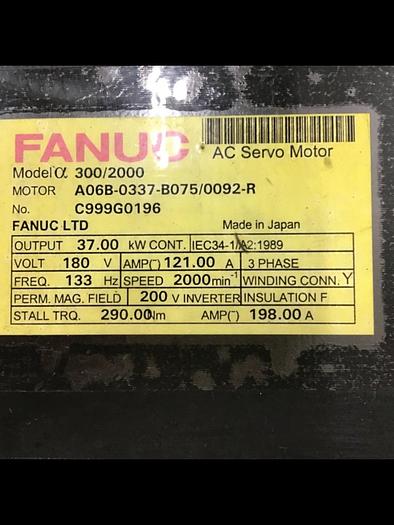 FANUC
AC Servo Motor
Model α 300/2000
MOTOR A06B-0337-B075/0092-R
No. C999G0196
FANUC LTD Made in Japan
OUTPUT 37.00 kW CONT. IEC34-1/A2:1989
VOLT 180 V AMP(~) 121.00 A 3 PHASE
FREQ. 133 Hz SPEED 2000min⁻¹ WINDING CONN. Y
PERM. MAG. FIELD 200 V INVERTER INSULATION F
STALL TRQ. 290.00Nm AMP(~) 198.00 A